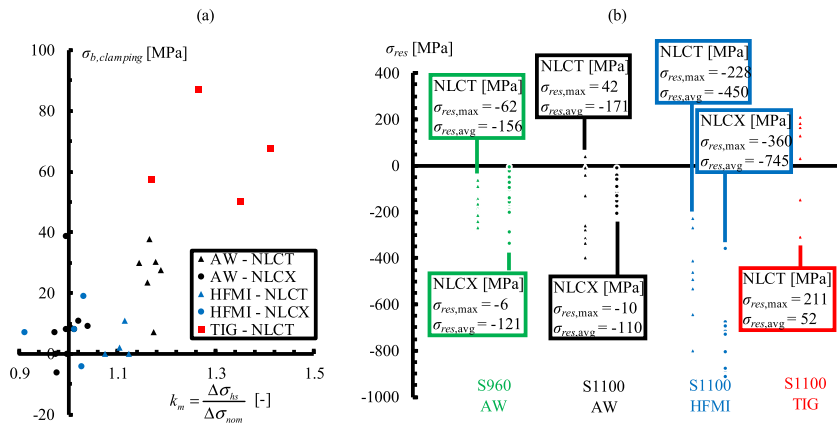 (a)
σb,clamping [MPa]
100
80
60
40
20
0
-20
0.9
1.1
1.3
1.5
AW - NLCT
AW - NLCX
HFMI - NLCT
HFMI - NLCX
TIG - NLCT
km = Δσhs / Δσnom [-]
(b)
σres [MPa]
400
200
0
-200
-400
-600
-800
-1000
NLCT [MPa]
σres,max = -62
σres,avg = -156
NLCT [MPa]
σres,max = 42
σres,avg = -171
NLCT [MPa]
σres,max = -228
σres,avg = -450
NLCX [MPa]
σres,max = -360
σres,avg = -745
NLCX [MPa]
σres,max = -6
σres,avg = -121
NLCX [MPa]
σres,max = -10
σres,avg = -110
NLCT [MPa]
σres,max = 211
σres,avg = 52
S960
AW
S1100
AW
S1100
HFMI
S1100
TIG